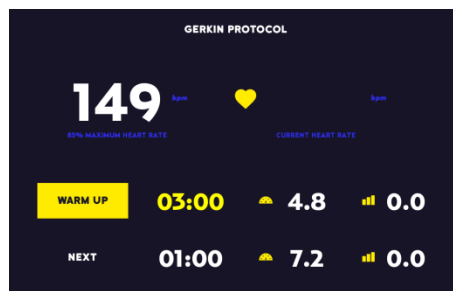 GERKIN PROTOCOL
149 bpm
bpm
85% MAXIMUM HEART RATE
CURRENT HEART RATE
WARM UP 03:00 4.8 0.0
NEXT 01:00 7.2 0.0